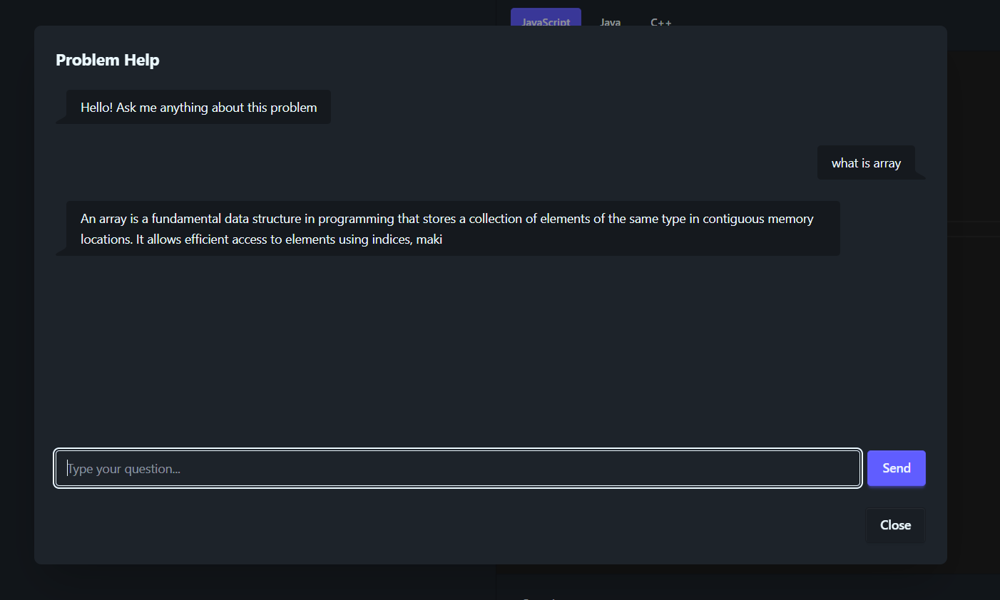 JavaScript Java C++
Problem Help
Hello! Ask me anything about this problem
what is array
An array is a fundamental data structure in programming that stores a collection of elements of the same type in contiguous memory
locations. It allows efficient access to elements using indices, maki
Type your question...
Send
Close